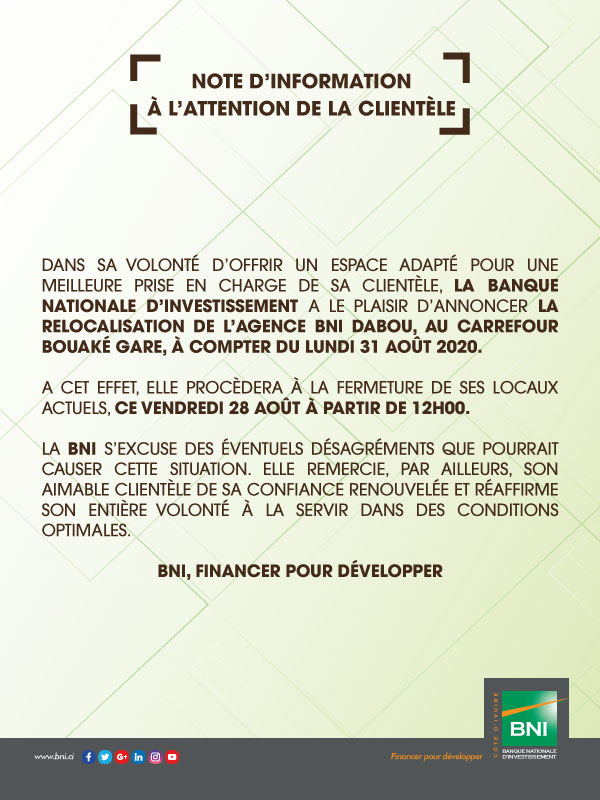 NOTE D'INFORMATION
À L'ATTENTION DE LA CLIENTÈLE
DANS SA VOLONTÉ D'OFFRIR UN ESPACE ADAPTÉ POUR UNE
MEILLEURE PRISE EN CHARGE DE SA CLIENTÈLE, LA BANQUE
NATIONALE D'INVESTISSEMENT A LE PLAISIR D'ANNONCER LA
RELOCALISATION DE L'AGENCE BNI DABOU, AU CARREFOUR
BOUAKÉ GARE, À COMPTER DU LUNDI 31 AOÛT 2020.
A CET EFFET, ELLE PROCÈDERA À LA FERMETURE DE SES LOCAUX
ACTUELS, CE VENDREDI 28 AOÛT À PARTIR DE 12H00.
LA BNI S'EXCUSE DES ÉVENTUELS DÉSAGRÉMENTS QUE POURRAIT
CAUSER CETTE SITUATION. ELLE REMERCIE, PAR AILLEURS, SON
AIMABLE CLIENTÈLE DE SA CONFIANCE RENOUVELÉE ET RÉAFFIRME
SON ENTIÈRE VOLONTÉ À LA SERVIR DANS DES CONDITIONS
OPTIMALES.
BNI, FINANCER POUR DÉVELOPPER
www.bni.ci
Financer pour développer
CÔTE D'IVOIRE
BNI
BANQUE NATIONALE
D'INVESTISSEMENT